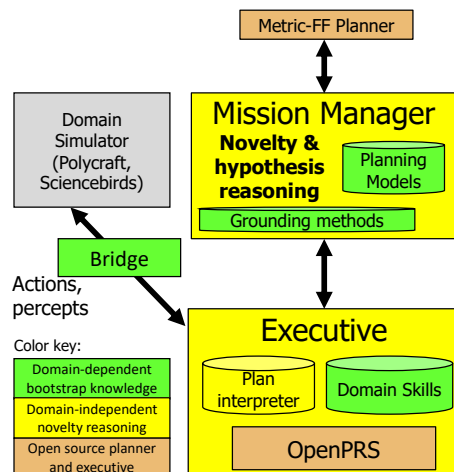 Metric-FF Planner
Domain
Simulator
(Polycraft,
Sciencebirds)
Mission Manager
Novelty &
hypothesis
reasoning
Planning
Models
Grounding methods
Bridge
Actions,
percepts
Color key:
Domain-dependent
bootstrap knowledge
Domain-independent
novelty reasoning
Open source planner
and executive
Executive
Plan
interpreter
Domain Skills
OpenPRS